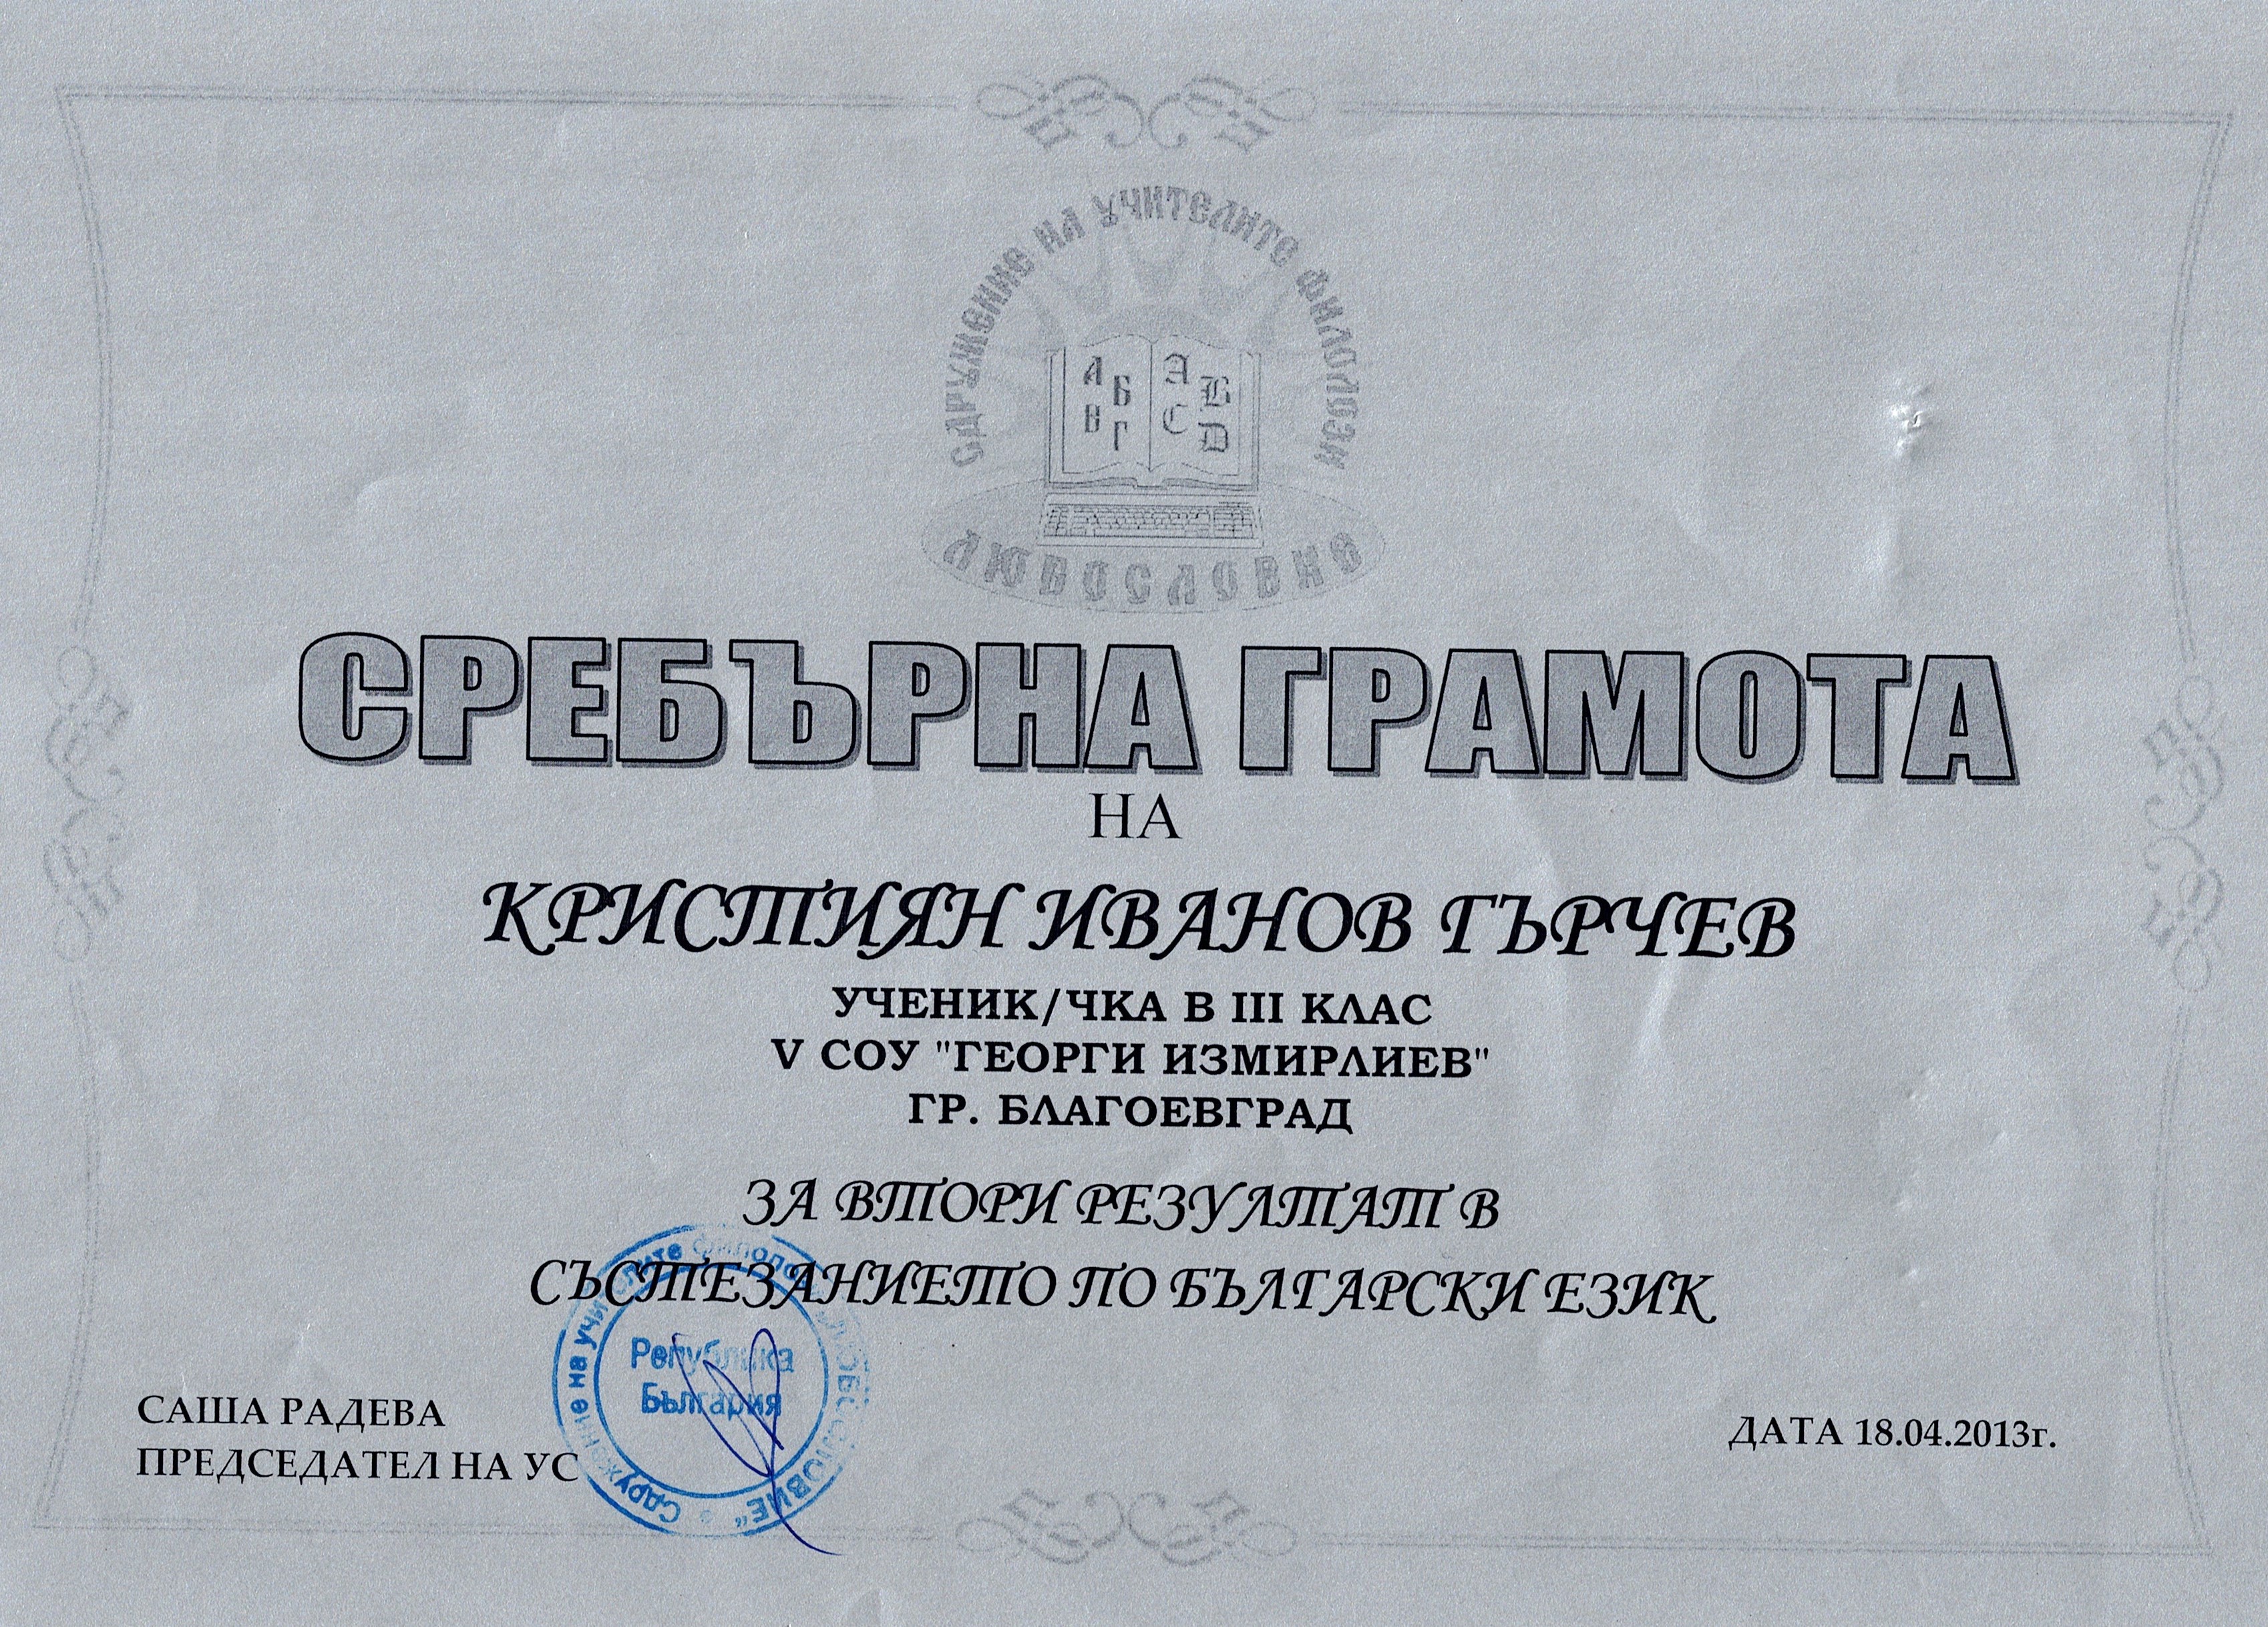 СДРУЖЕНИЕ НА УЧИТЕЛИТЕ ФИЛОЛОЗИ
А Б В Г
A B C D
ЛЮБОСЛОВИЕ
СРЕБЪРНА ГРАМОТА
НА
КРИСТИЯН ИВАНОВ ГЪРЧЕВ
УЧЕНИК/ЧКА В III КЛАС
V СОУ "ГЕОРГИ ИЗМИРЛИЕВ"
ГР. БЛАГОЕВГРАД
ЗА ВТОРИ РЕЗУЛТАТ В
СЪСТЕЗАНИЕТО ПО БЪЛГАРСКИ ЕЗИК
Сдружение на учителите филолози "ЛЮБОСЛОВИЕ"
Република
България
САША РАДЕВА
ПРЕДСЕДАТЕЛ НА УС
ДАТА 18.04.2013г.